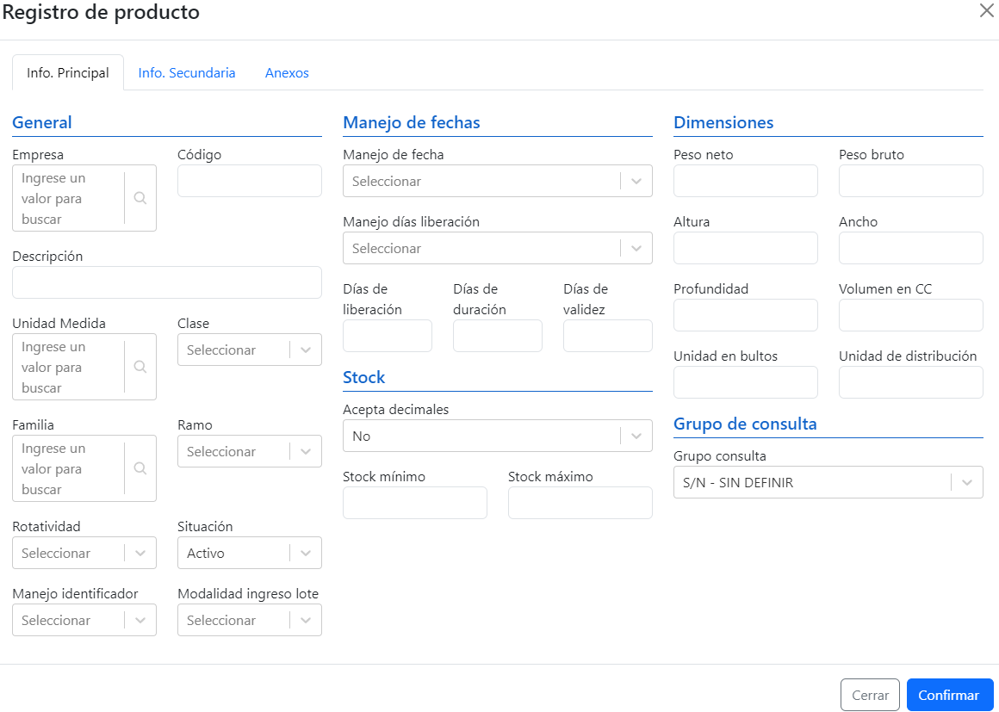 Registro de producto
Info. Principal
Info. Secundaria
Anexos
General
Empresa
Código
Ingrese un
valor para
buscar
Descripción
Unidad Medida
Clase
Ingrese un
valor para
buscar
Seleccionar
Familia
Ramo
Ingrese un
valor para
buscar
Seleccionar
Rotatividad
Situación
Seleccionar
Activo
Manejo identificador
Modalidad ingreso lote
Seleccionar
Seleccionar
Manejo de fechas
Manejo de fecha
Seleccionar
Manejo días liberación
Seleccionar
Días de
liberación
Días de
duración
Días de
validez
Stock
Acepta decimales
No
Stock mínimo
Stock máximo
Dimensiones
Peso neto
Peso bruto
Altura
Ancho
Profundidad
Volumen en CC
Unidad en bultos
Unidad de distribución
Grupo de consulta
Grupo consulta
S/N - SIN DEFINIR
Cerrar
Confirmar